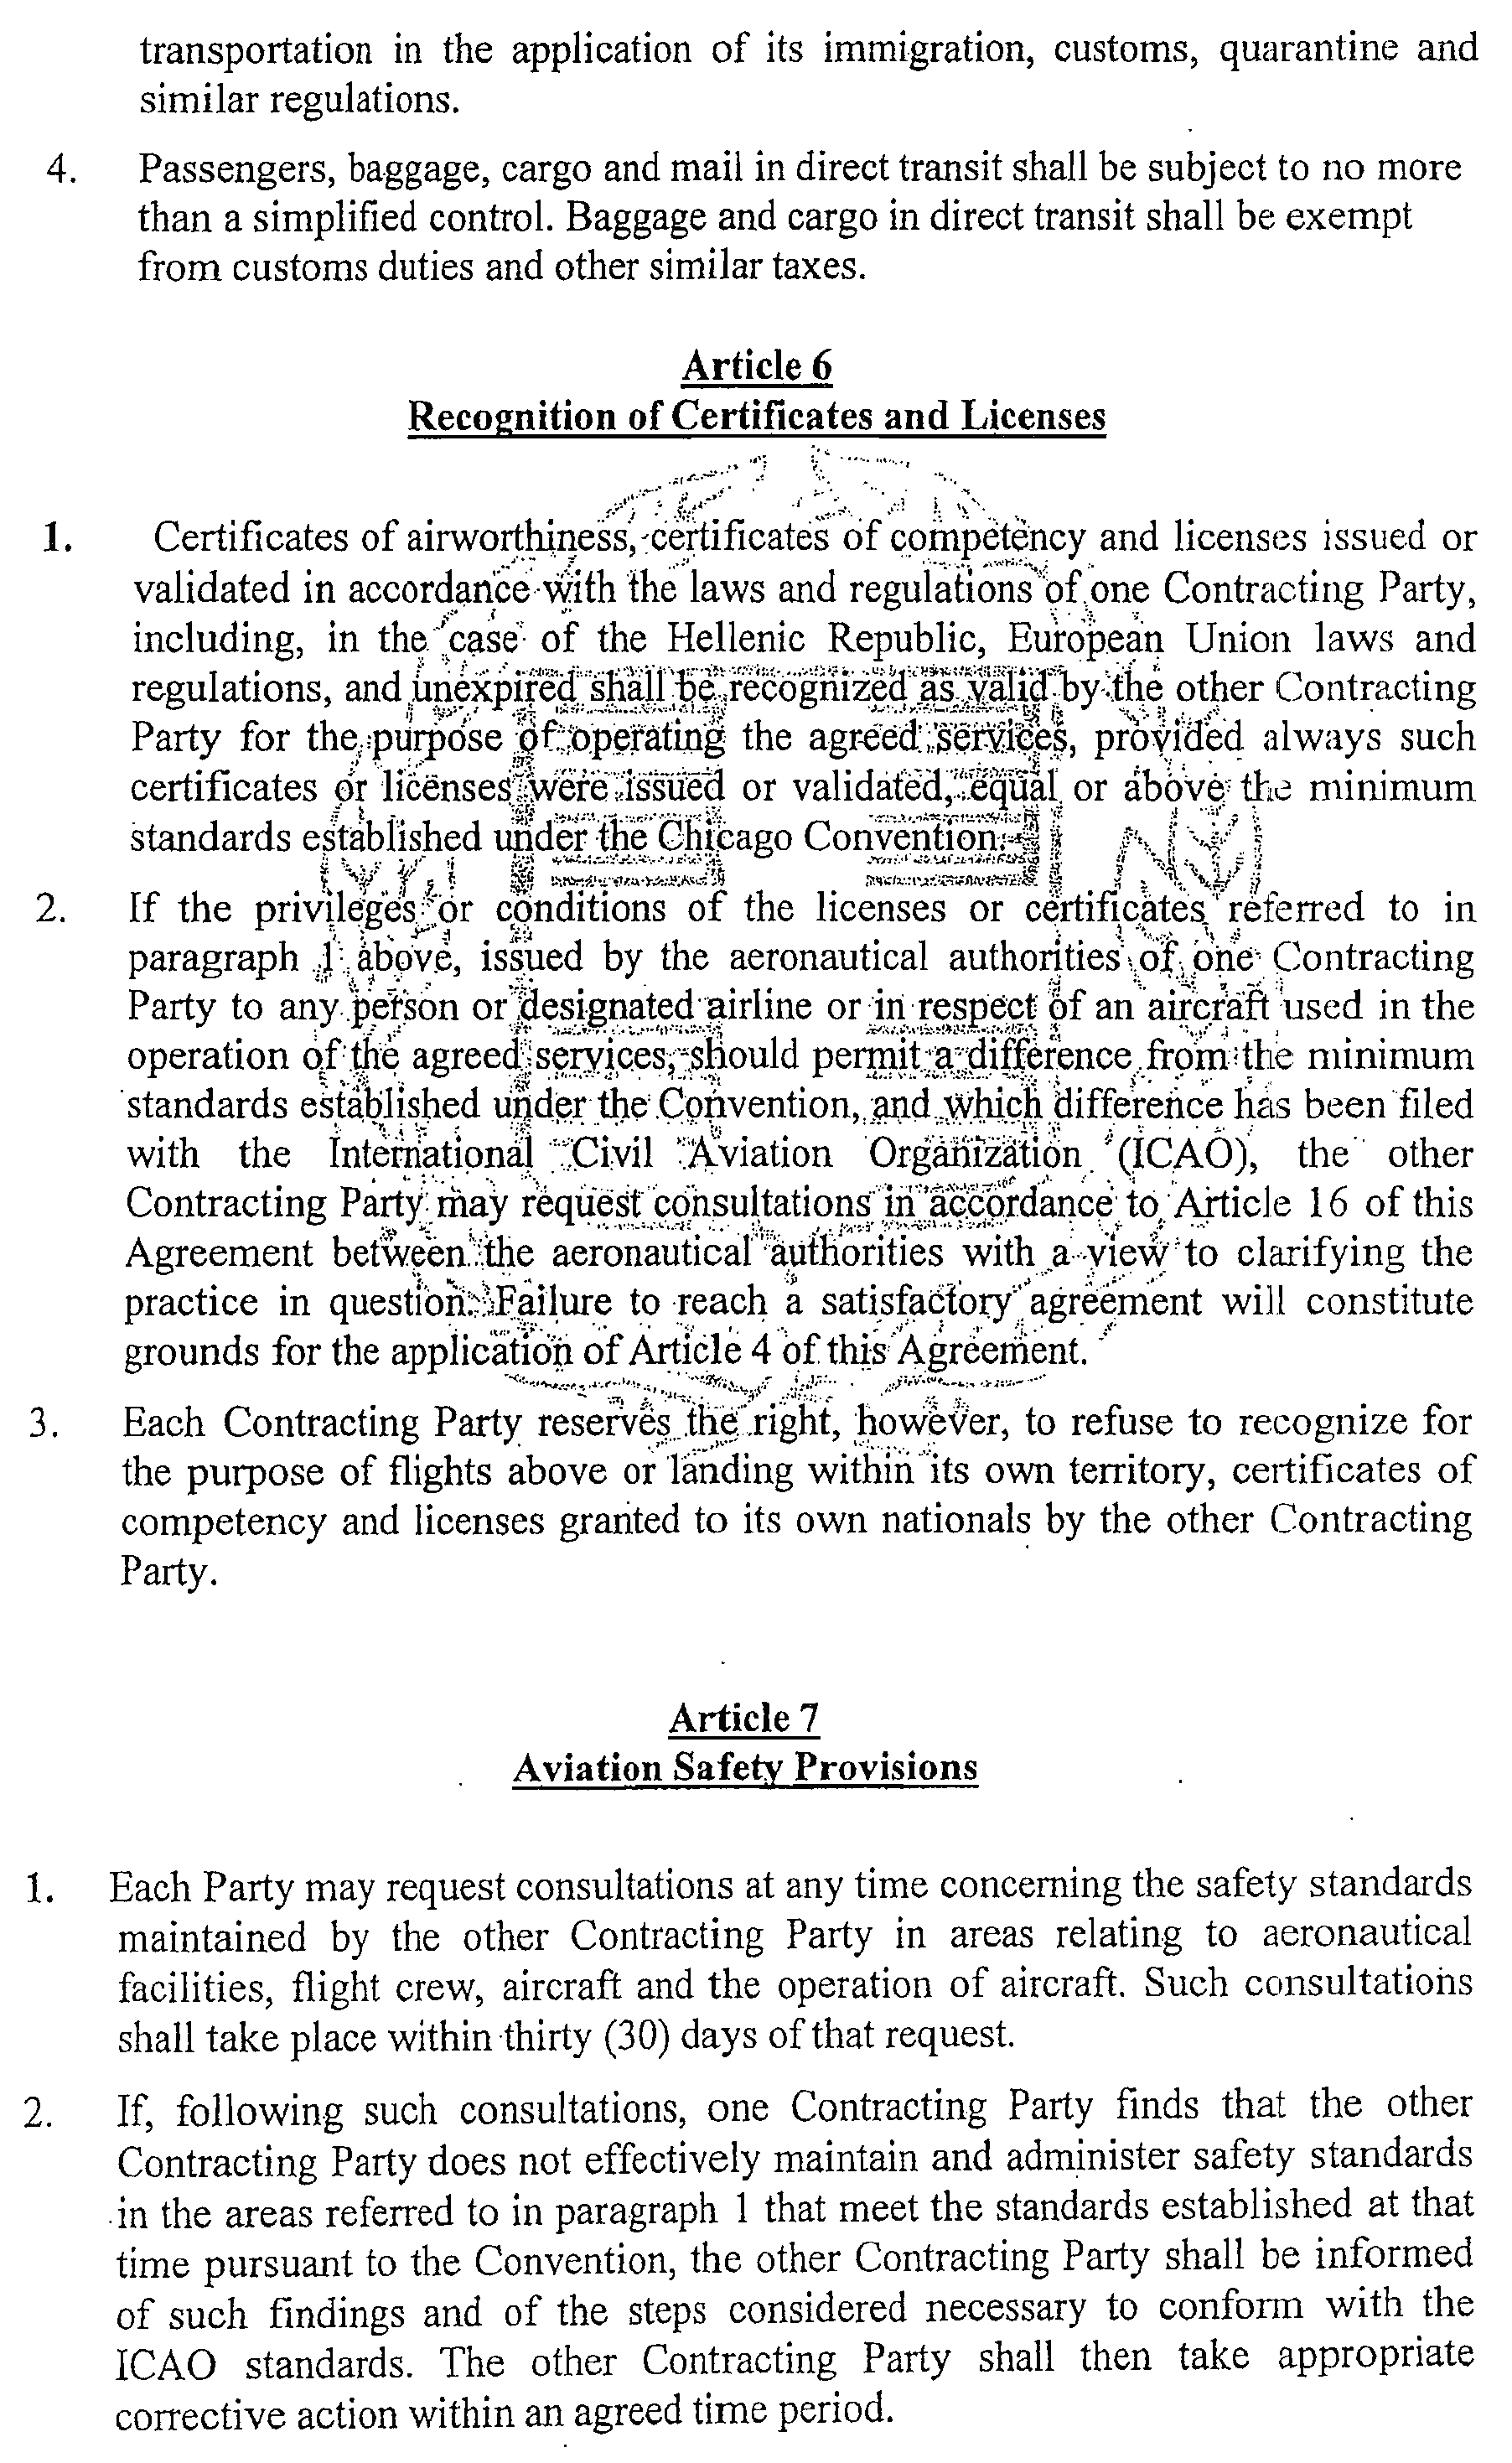 transportation in the application of its immigration, customs, quarantine and
similar regulations.
4. Passengers, baggage, cargo and mail in direct transit shall be subject to no more
than a simplified control. Baggage and cargo in direct transit shall be exempt
from customs duties and other similar taxes.
Article 6
Recognition of Certificates and Licenses
1. Certificates of airworthiness, certificates of competency and licenses issued or
validated in accordance with the laws and regulations of one Contracting Party,
including, in the case of the Hellenic Republic, European Union laws and
regulations, and unexpired shall be recognized as valid by the other Contracting
Party for the purpose of operating the agreed services, provided always such
certificates or licenses were issued or validated, equal or above the minimum
standards established under the Chicago Convention.
2. If the privileges or conditions of the licenses or certificates referred to in
paragraph 1 above, issued by the aeronautical authorities of one Contracting
Party to any person or designated airline or in respect of an aircraft used in the
operation of the agreed services, should permit a difference from the minimum
standards established under the Convention, and which difference has been filed
with the International Civil Aviation Organization (ICAO), the other
Contracting Party may request consultations in accordance to Article 16 of this
Agreement between the aeronautical authorities with a view to clarifying the
practice in question. Failure to reach a satisfactory agreement will constitute
grounds for the application of Article 4 of this Agreement.
3. Each Contracting Party reserves the right, however, to refuse to recognize for
the purpose of flights above or landing within its own territory, certificates of
competency and licenses granted to its own nationals by the other Contracting
Party.
Article 7
Aviation Safety Provisions
1. Each Party may request consultations at any time concerning the safety standards
maintained by the other Contracting Party in areas relating to aeronautical
facilities, flight crew, aircraft and the operation of aircraft. Such consultations
shall take place within thirty (30) days of that request.
2. If, following such consultations, one Contracting Party finds that the other
Contracting Party does not effectively maintain and administer safety standards
in the areas referred to in paragraph 1 that meet the standards established at that
time pursuant to the Convention, the other Contracting Party shall be informed
of such findings and of the steps considered necessary to conform with the
ICAO standards. The other Contracting Party shall then take appropriate
corrective action within an agreed time period.